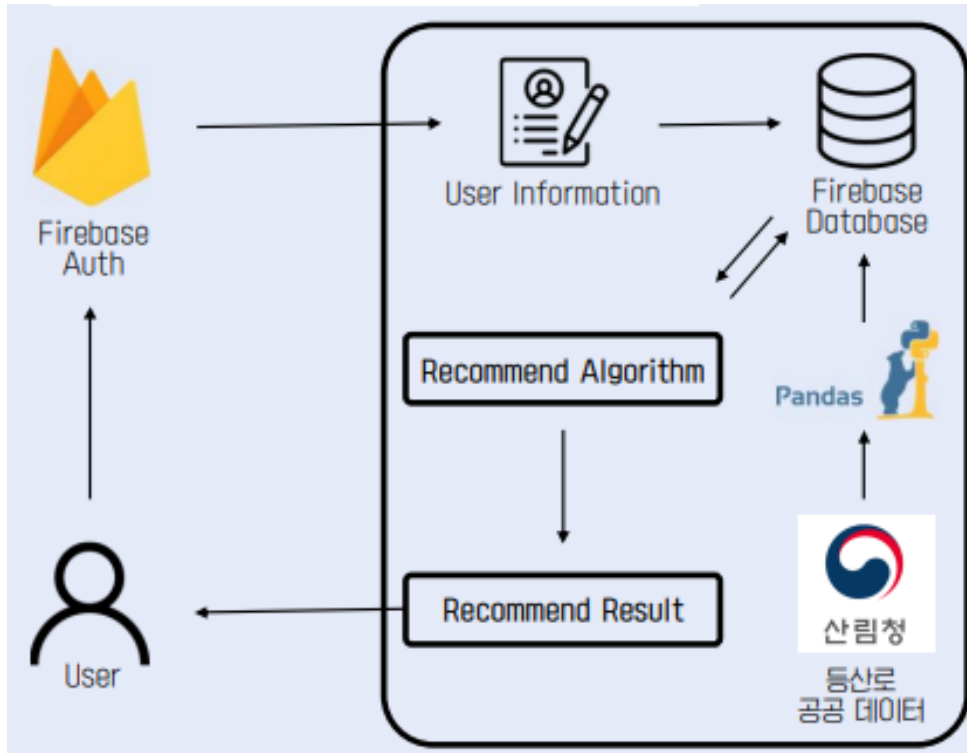 Firebase
Auth
User Information
Firebase
Database
Recommend Algorithm
Pandas
Recommend Result
산림청
등산로
공공 데이터
User